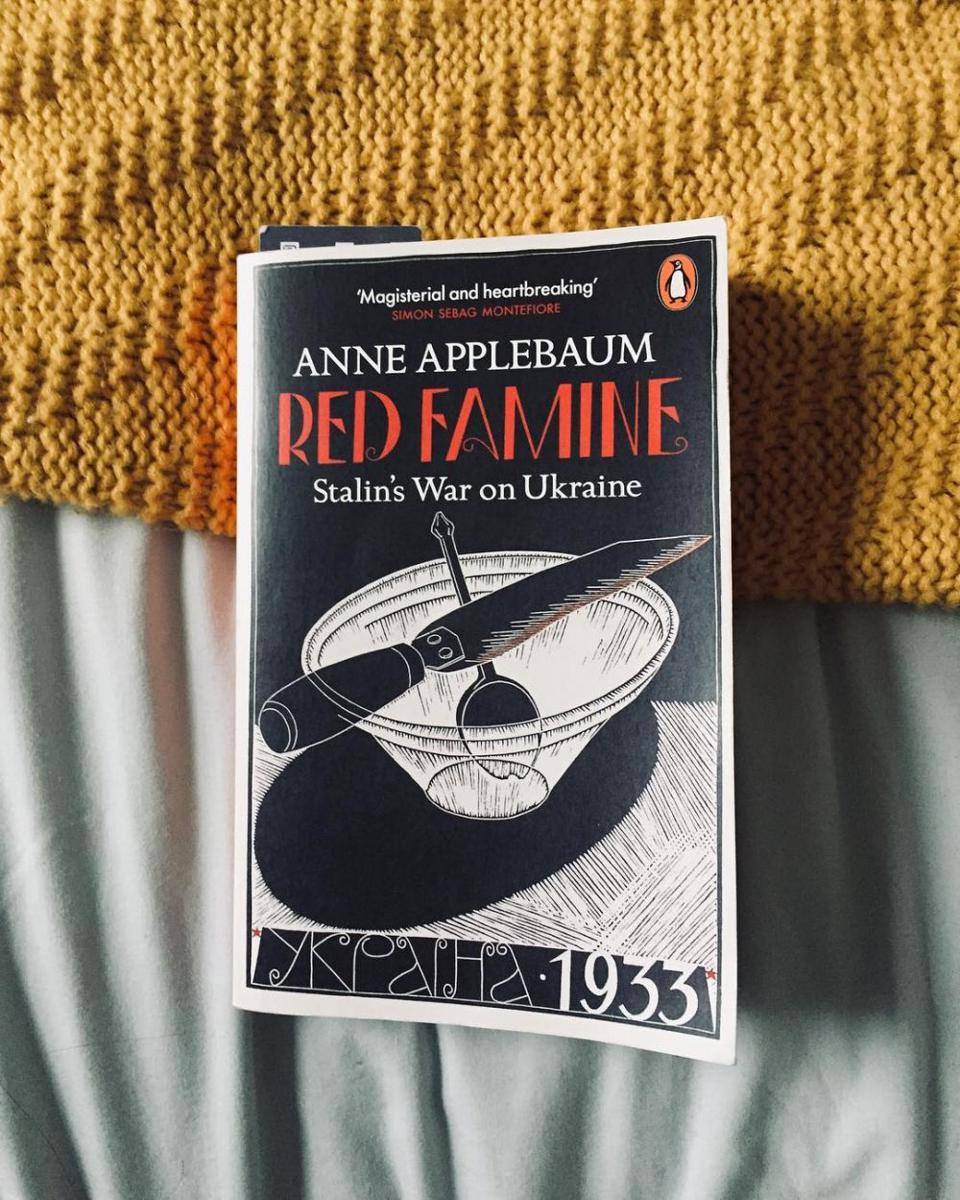 'Magisterial and heartbreaking'
SIMON SEBAG MONTEFIORE
ANNE APPLEBAUM
RED FAMINE
Stalin's War on Ukraine
УКРАЇНА · 1933